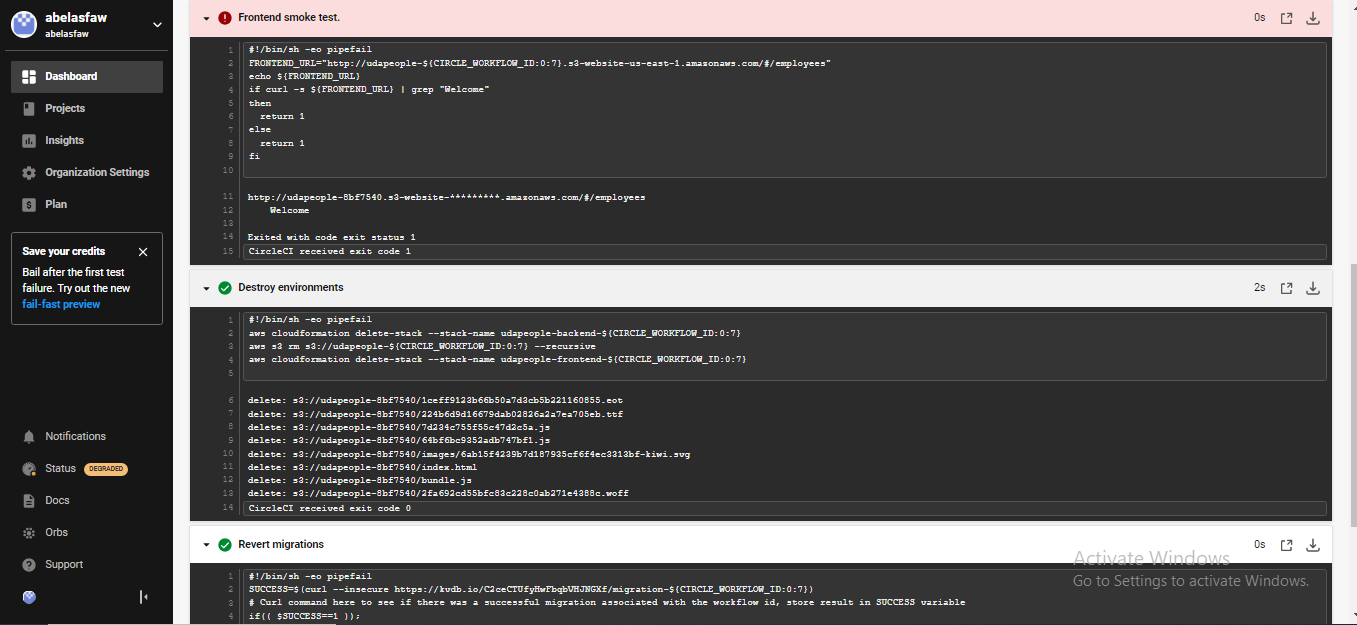 abelasfaw
abelasfaw
Dashboard
Projects
Insights
Organization Settings
Plan
Save your credits
Bail after the first test
failure. Try out the new
fail-fast preview
Notifications
Status DEGRADED
Docs
Orbs
Support
Frontend smoke test. 0s
1 #!/bin/sh -eo pipefail
2 FRONTEND_URL="http://udapeople-${CIRCLE_WORKFLOW_ID:0:7}.s3-website-us-east-1.amazonaws.com/#/employees"
3 echo ${FRONTEND_URL}
4 if curl -s ${FRONTEND_URL} | grep "Welcome"
5 then
6 return 1
7 else
8 return 1
9 fi
10
11 http://udapeople-8bf7540.s3-website-*********.amazonaws.com/#/employees
12 Welcome
13
14 Exited with code exit status 1
15 CircleCI received exit code 1
Destroy environments 2s
1 #!/bin/sh -eo pipefail
2 aws cloudformation delete-stack --stack-name udapeople-backend-${CIRCLE_WORKFLOW_ID:0:7}
3 aws s3 rm s3://udapeople-${CIRCLE_WORKFLOW_ID:0:7} --recursive
4 aws cloudformation delete-stack --stack-name udapeople-frontend-${CIRCLE_WORKFLOW_ID:0:7}
5
6 delete: s3://udapeople-8bf7540/1ceff9123b66b50a7d3cb5b221160855.eot
7 delete: s3://udapeople-8bf7540/224b6d9d16679dab02826a2a7ea705eb.ttf
8 delete: s3://udapeople-8bf7540/7d234c755f55c47d2c5a.js
9 delete: s3://udapeople-8bf7540/64bf6bc9352adb747bf1.js
10 delete: s3://udapeople-8bf7540/images/6ab15f4239b7d187935cf6f4ec3313bf-kiwi.svg
11 delete: s3://udapeople-8bf7540/index.html
12 delete: s3://udapeople-8bf7540/bundle.js
13 delete: s3://udapeople-8bf7540/2fa692cd55bfc83c228c0ab271e4388c.woff
14 CircleCI received exit code 0
Revert migrations 0s
1 #!/bin/sh -eo pipefail
2 SUCCESS=$(curl --insecure https://kvdb.io/C2ceCTUfyHwFbqbVHJNGXf/migration-${CIRCLE_WORKFLOW_ID:0:7})
3 # Curl command here to see if there was a successful migration associated with the workflow id, store result in SUCCESS variable
4 if(( $SUCCESS==1 ));
Activate Windows
Go to Settings to activate Windows.